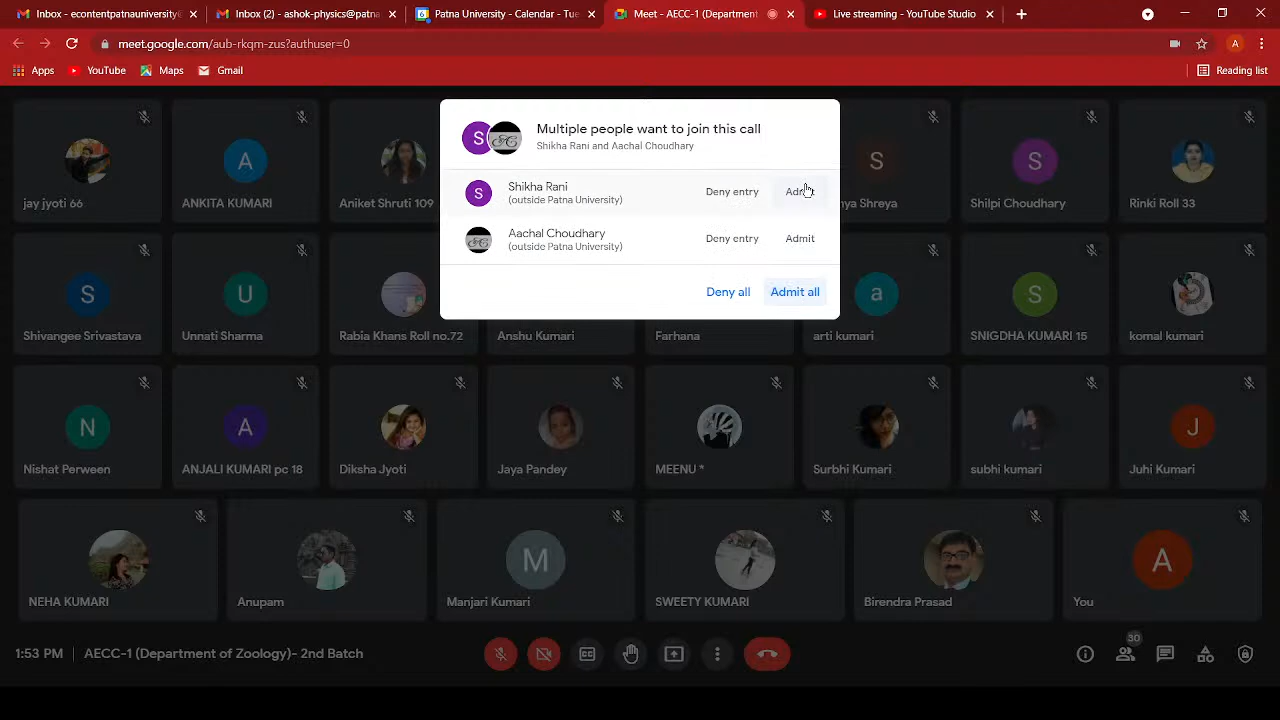 Inbox - econtentpatnauniversity@
Inbox (2) - ashok-physics@patna
Patna University - Calendar - Tue
Meet - AECC-1 (Department
Live streaming - YouTube Studio
meet.google.com/aub-rkqm-zus?authuser=0
A
Apps
YouTube
Maps
Gmail
Reading list
S
Multiple people want to join this call
Shikha Rani and Aachal Choudhary
S
Shikha Rani
(outside Patna University)
Deny entry
Admit
Aachal Choudhary
(outside Patna University)
Deny entry
Admit
Deny all
Admit all
jay jyoti 66
A
ANKITA KUMARI
Aniket Shruti 109
S
Shreya
S
Shilpi Choudhary
Rinki Roll 33
S
Shivangee Srivastava
U
Unnati Sharma
Rabia Khans Roll no.72
Anshu Kumari
Farhana
a
arti kumari
S
SNIGDHA KUMARI 15
komal kumari
N
Nishat Perween
A
ANJALI KUMARI pc 18
Diksha Jyoti
Jaya Pandey
MEENU *
Surbhi Kumari
subhi kumari
J
Juhi Kumari
NEHA KUMARI
Anupam
M
Manjari Kumari
SWEETY KUMARI
Birendra Prasad
A
You
1:53 PM
AECC-1 (Department of Zoology)- 2nd Batch
30